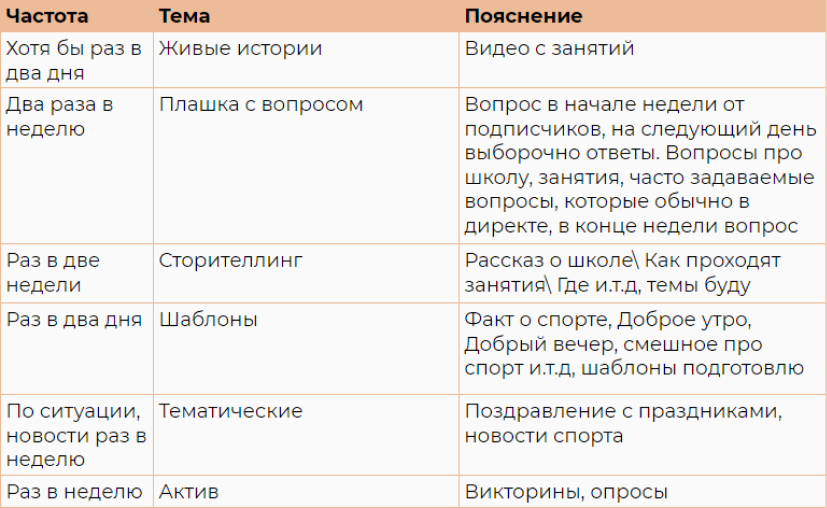 Частота Тема Пояснение
Хотя бы раз в два дня Живые истории Видео с занятий
Два раза в неделю Плашка с вопросом Вопрос в начале недели от подписчиков, на следующий день выборочно ответы. Вопросы про школу, занятия, часто задаваемые вопросы, которые обычно в директе, в конце недели вопрос
Раз в две недели Сторителлинг Рассказ о школе\ Как проходят занятия\ Где и.т.д, темы буду
Раз в два дня Шаблоны Факт о спорте, Доброе утро, Добрый вечер, смешное про спорт и.т.д, шаблоны подготовлю
По ситуации, новости раз в неделю Тематические Поздравление с праздниками, новости спорта
Раз в неделю Актив Викторины, опросы